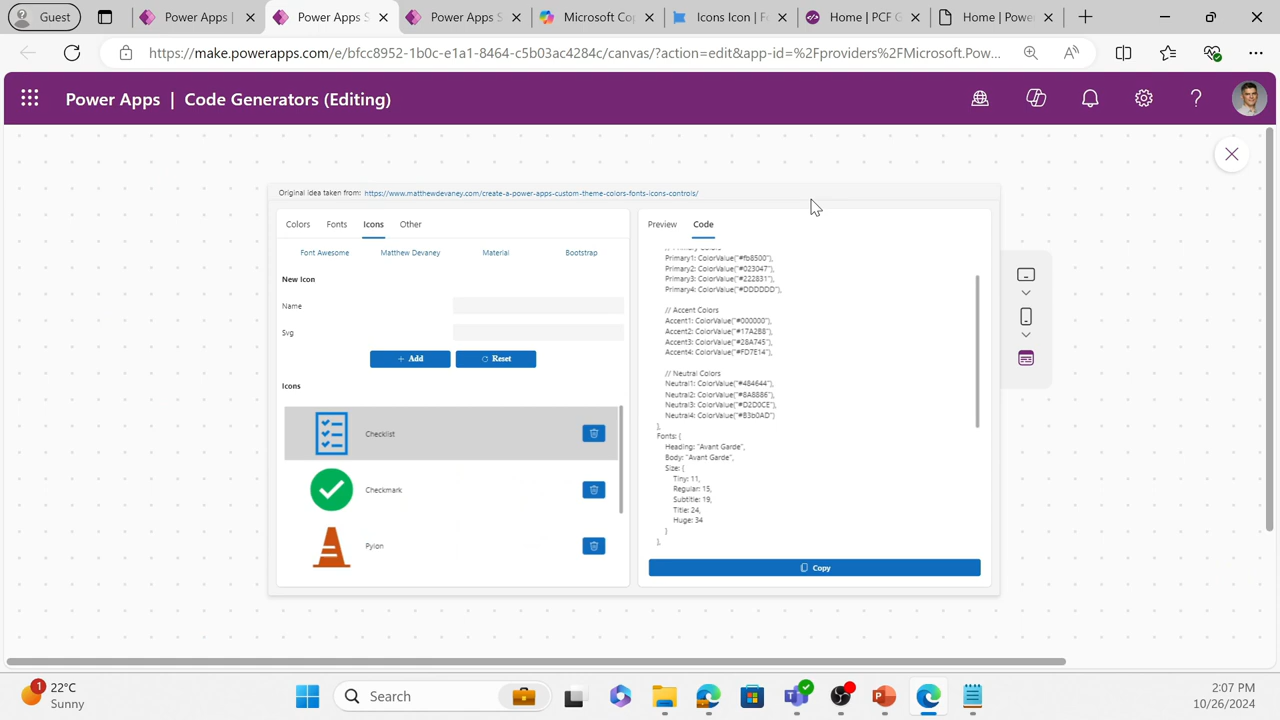 Guest
Power Apps |
Power Apps S
Power Apps S
Microsoft Co
Icons Icon | F
Home | PCF G
Home | Powe
https://make.powerapps.com/e/bfcc8952-1b0c-e1a1-8464-c5b03ac4284c/canvas/?action=edit&app-id=%2Fproviders%2FMicrosoft.Pow...
Power Apps | Code Generators (Editing)
Original Idea taken from: https://www.matthewdevaney.com/create-a-power-apps-custom-theme-colors-fonts-icons-controls/
Colors Fonts Icons Other
Font Awesome Matthew Devaney Material Bootstrap
New Icon
Name
Svg
+ Add Reset
Icons
Checklist
Checkmark
Pylon
Preview Code
// Primary Colors
Primary1: ColorValue("#fb8500"),
Primary2: ColorValue("#023047"),
Primary3: ColorValue("#222831"),
Primary4: ColorValue("#DDDDDD"),
// Accent Colors
Accent1: ColorValue("#000000"),
Accent2: ColorValue("#17A2B8"),
Accent3: ColorValue("#28A745"),
Accent4: ColorValue("#FD7E14"),
// Neutral Colors
Neutral1: ColorValue("#484644"),
Neutral2: ColorValue("#8A8886"),
Neutral3: ColorValue("#D2D0CE"),
Neutral4: ColorValue("#B3b0AD")
},
Fonts: {
Heading: "Avant Garde",
Body: "Avant Garde",
Size: {
Tiny: 11,
Regular: 15,
Subtitle: 19,
Title: 24,
Huge: 34
}
},
Copy
1
22°C
Sunny
Search
2:07 PM
10/26/2024